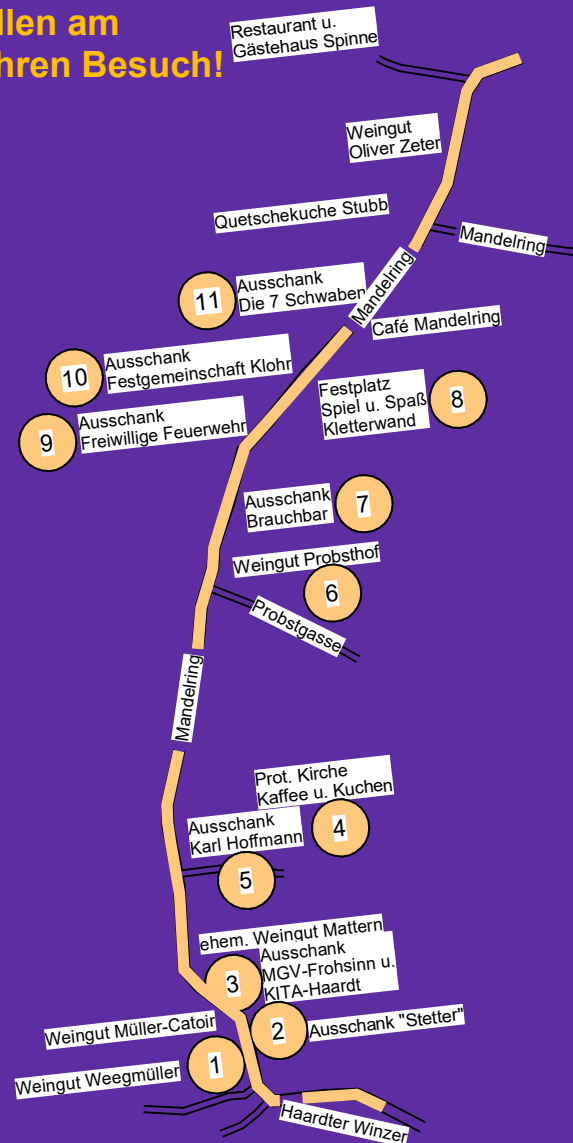 llen am
hren Besuch!
Restaurant u.
Gästehaus Spinne
Weingut
Oliver Zeter
Quetschekuche Stubb
Mandelring
Mandelring
11
Ausschank
Die 7 Schwaben
Café Mandelring
10
Ausschank
Festgemeinschaft Klohr
Festplatz
Spiel u. Spaß
Kletterwand
8
9
Ausschank
Freiwillige Feuerwehr
Ausschank
Brauchbar
7
Weingut Probsthof
6
Probstgasse
Mandelring
Prot. Kirche
Kaffee u. Kuchen
4
Ausschank
Karl Hoffmann
5
ehem. Weingut Mattern
Ausschank
MGV-Frohsinn u.
KITA-Haardt
3
2
Ausschank "Stetter"
Weingut Müller-Catoir
1
Weingut Weegmüller
Haardter Winzer